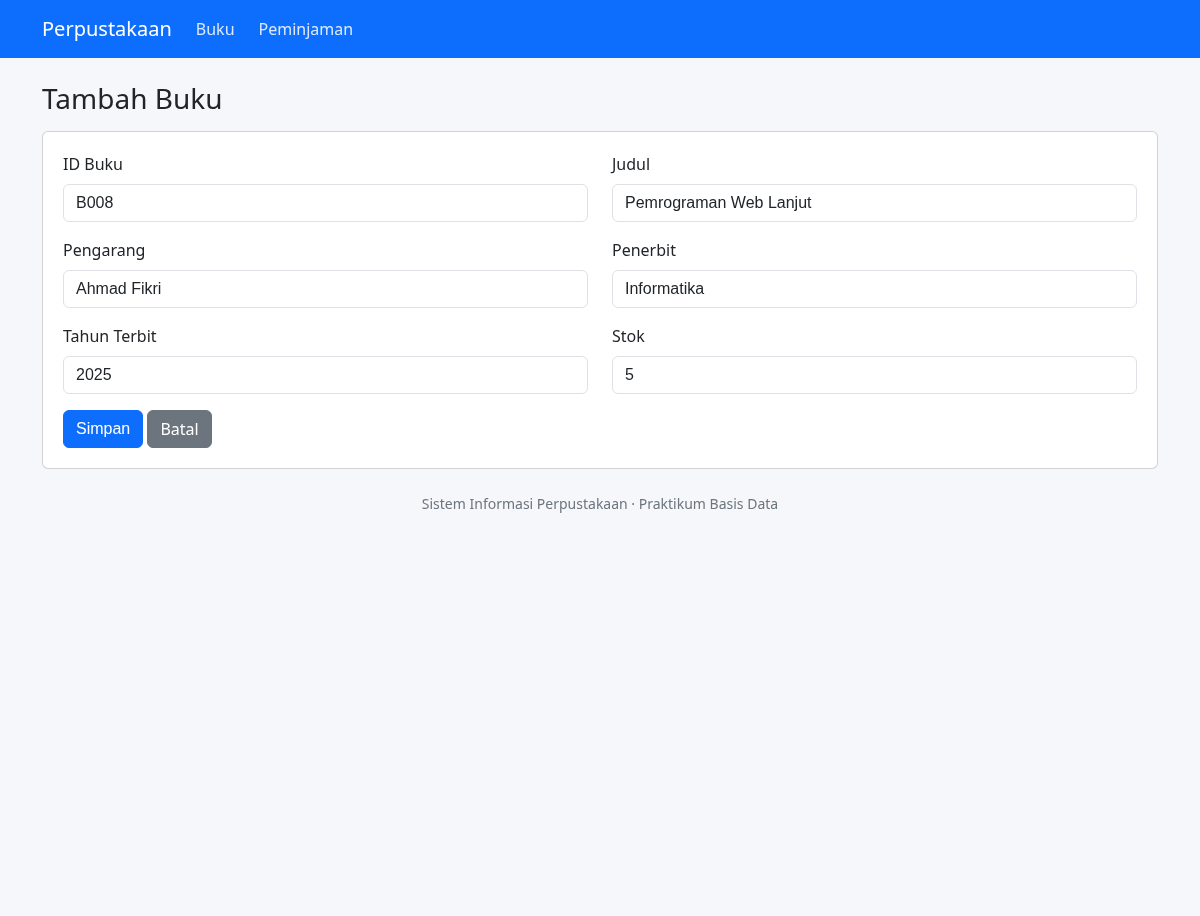 Perpustakaan Buku Peminjaman
Tambah Buku
ID Buku
B008
Judul
Pemrograman Web Lanjut
Pengarang
Ahmad Fikri
Penerbit
Informatika
Tahun Terbit
2025
Stok
5
Simpan Batal
Sistem Informasi Perpustakaan · Praktikum Basis Data